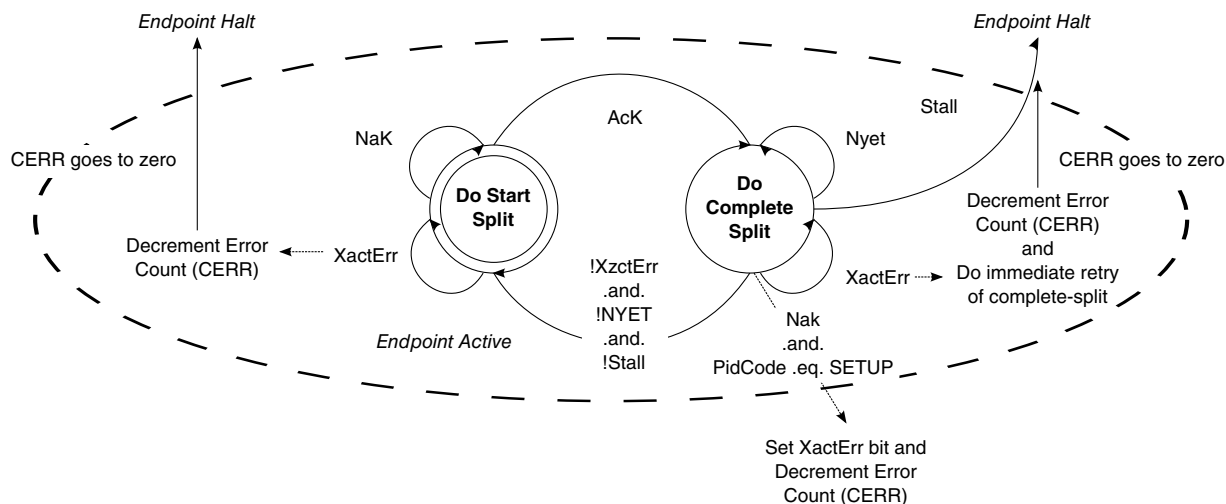 Endpoint Halt
Endpoint Halt
AcK
Stall
NaK
Nyet
CERR goes to zero
CERR goes to zero
Do Start
Split
Do
Complete
Split
Decrement Error
Count (CERR)
XactErr
Decrement Error
Count (CERR)
and
Do immediate retry
of complete-split
XactErr
!XzctErr
.and.
!NYET
.and.
!Stall
Endpoint Active
Nak
.and.
PidCode .eq. SETUP
Set XactErr bit and
Decrement Error
Count (CERR)